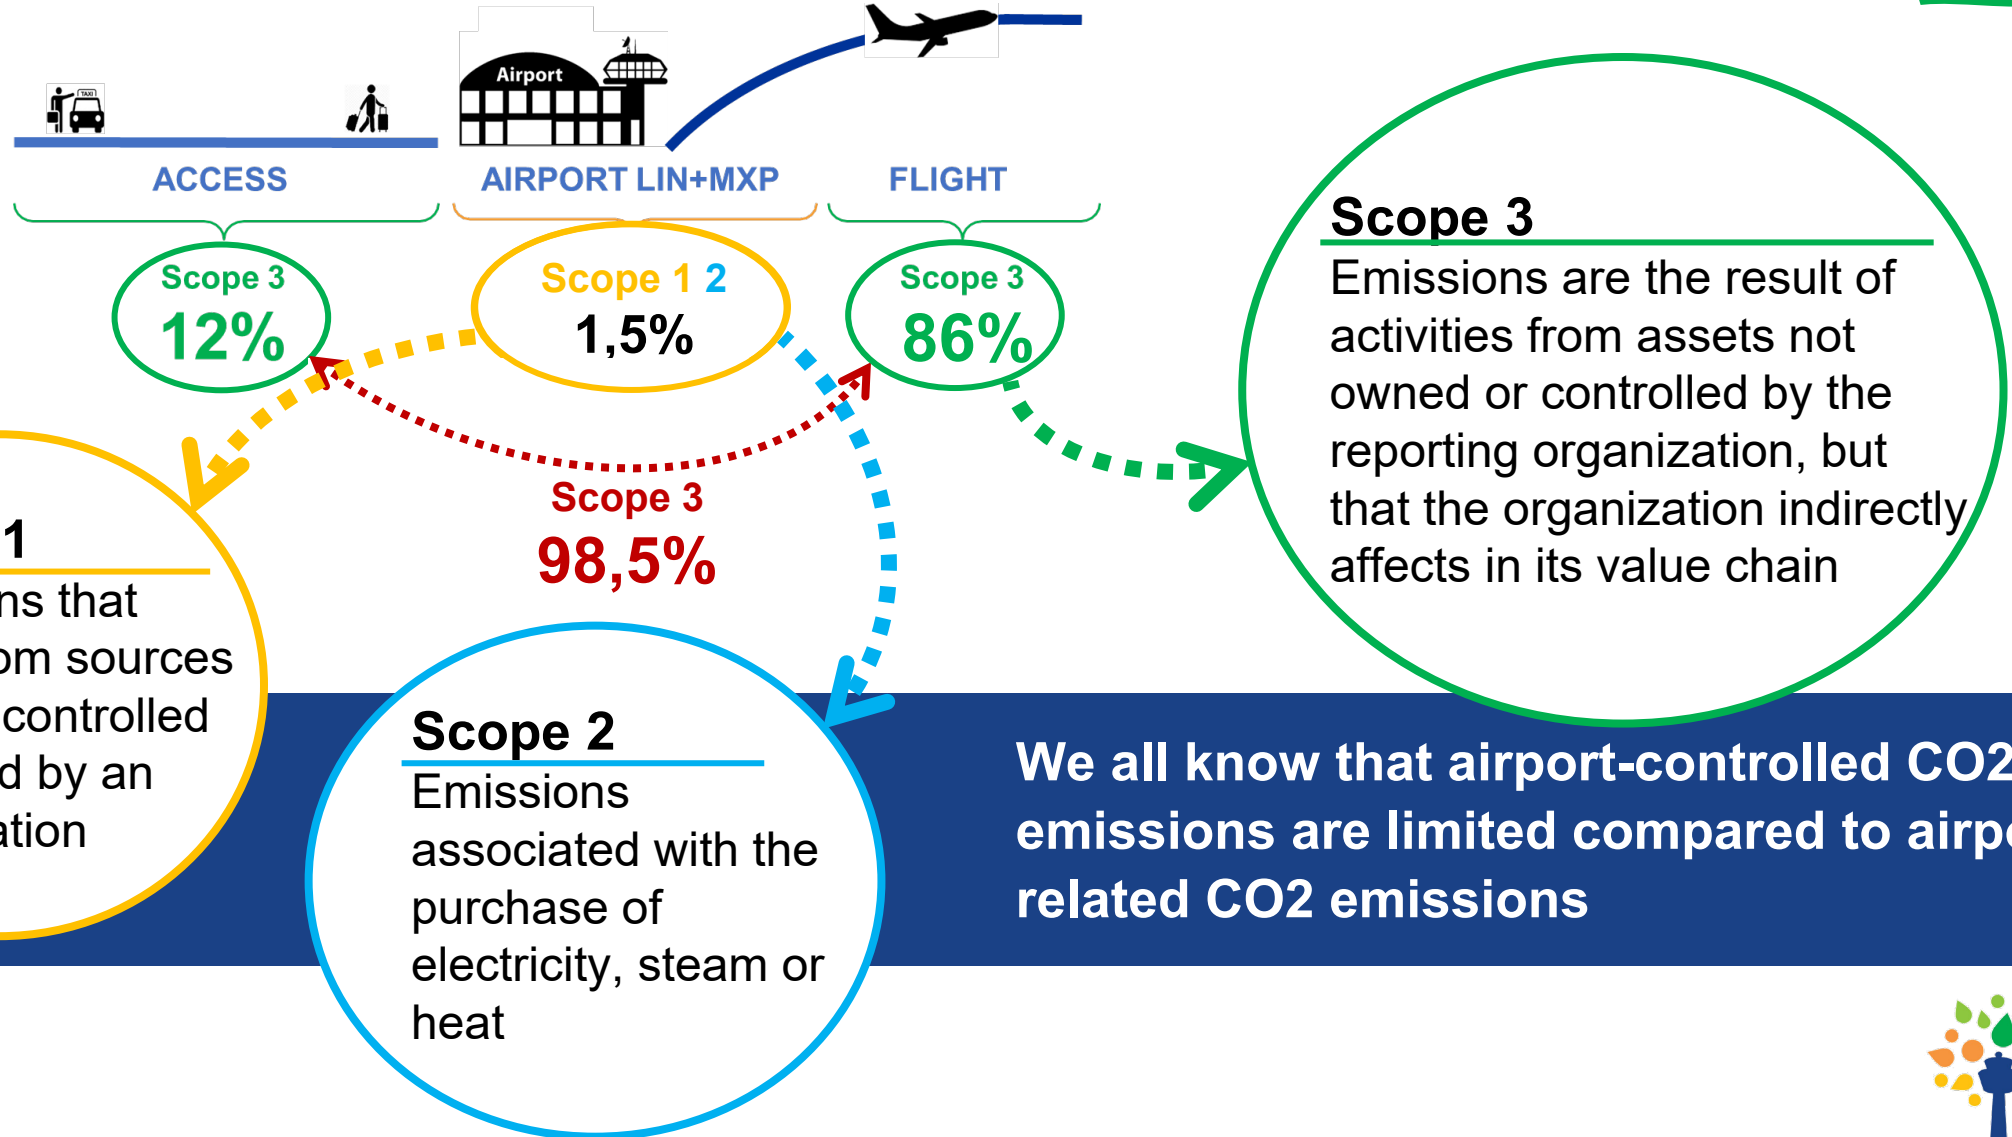 TAXI
Airport
ACCESS
AIRPORT LIN+MXP
FLIGHT
Scope 3
12%
Scope 1 2
1,5%
Scope 3
86%
Scope 3
98,5%
Scope 3
Emissions are the result of
activities from assets not
owned or controlled by the
reporting organization, but
that the organization indirectly
affects in its value chain
1
ns that
om sources
controlled
d by an
ation
Scope 2
Emissions
associated with the
purchase of
electricity, steam or
heat
We all know that airport-controlled CO2
emissions are limited compared to airpo
related CO2 emissions